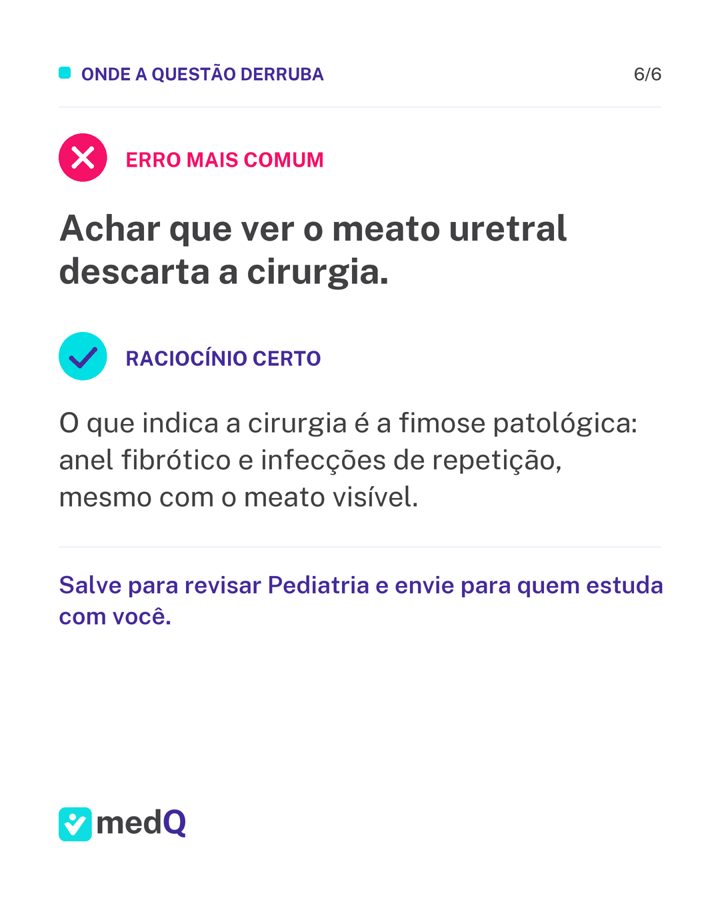 ONDE A QUESTÃO DERRUBA
6/6
ERRO MAIS COMUM
Achar que ver o meato uretral
descarta a cirurgia.
RACIOCÍNIO CERTO
O que indica a cirurgia é a fimose patológica:
anel fibrótico e infecções de repetição,
mesmo com o meato visível.
Salve para revisar Pediatria e envie para quem estuda
com você.
medQ